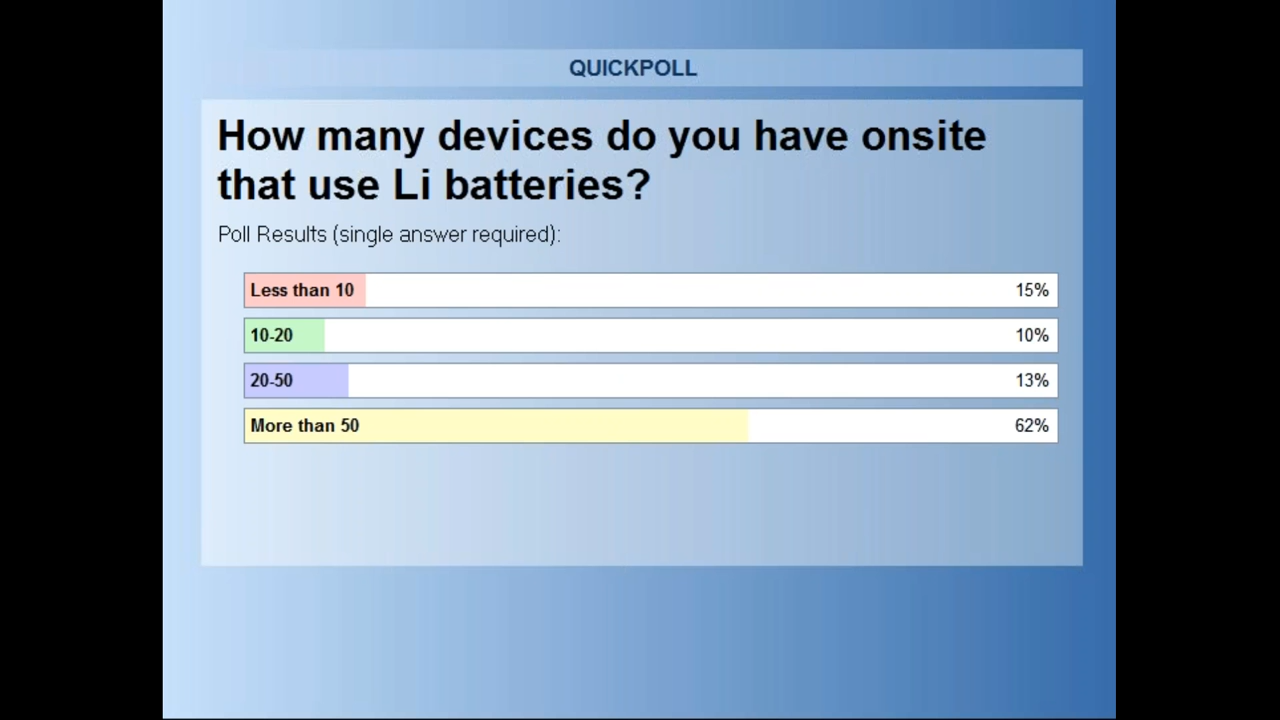 QUICKPOLL
How many devices do you have onsite
that use Li batteries?
Poll Results (single answer required):
Less than 10 15%
10-20 10%
20-50 13%
More than 50 62%